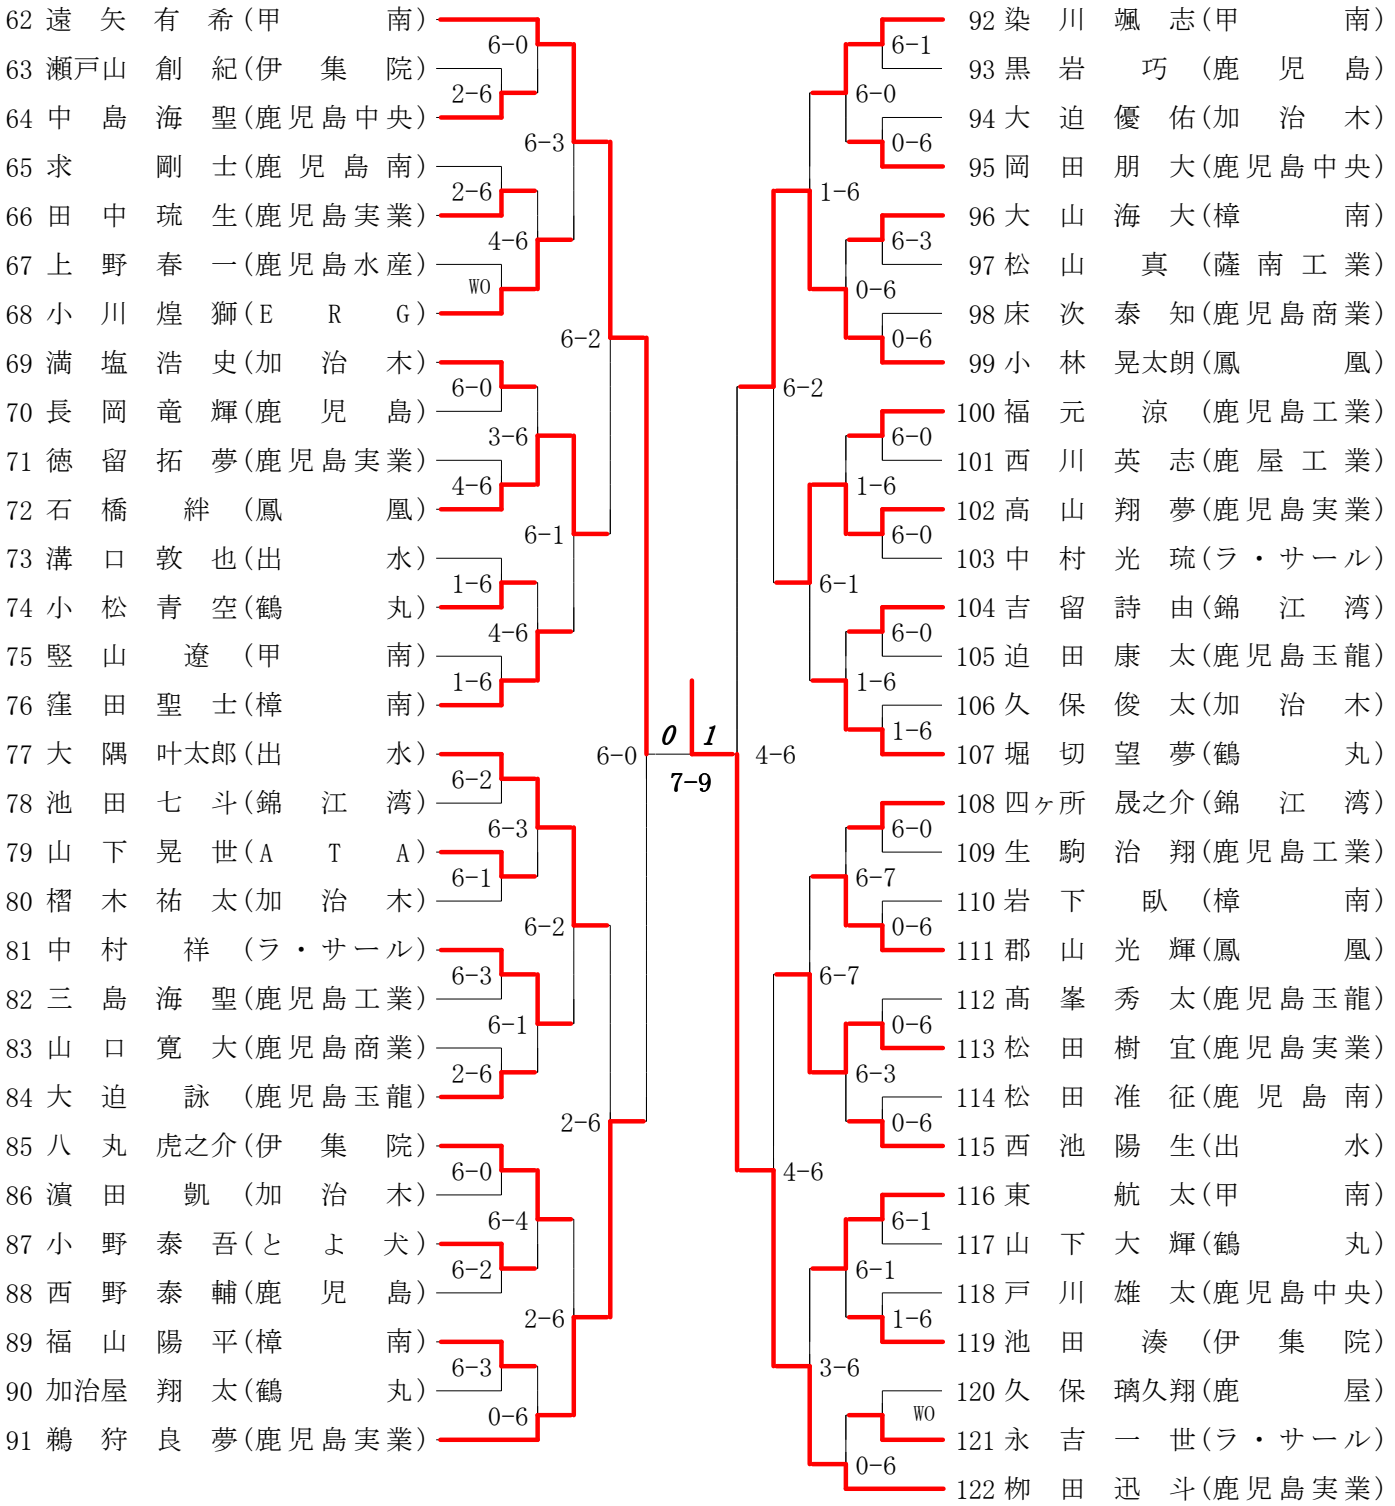 62 遠矢有希(甲南)
63 瀬戸山創紀(伊集院)
64 中島海聖(鹿児島中央)
65 求剛士(鹿児島南)
66 田中琉生(鹿児島実業)
67 上野春一(鹿児島水産)
68 小川煌獅(ERG)
69 満塩浩史(加治木)
70 長岡竜輝(鹿児島)
71 徳留拓夢(鹿児島実業)
72 石橋絆(鳳凰)
73 溝口敦也(出水)
74 小松青空(鶴丸)
75 竪山遼(甲南)
76 窪田聖士(樟南)
77 大隅叶太郎(出水)
78 池田七斗(錦江湾)
79 山下晃世(ATA)
80 槢木祐太(加治木)
81 中村祥(ラ・サール)
82 三島海聖(鹿児島工業)
83 山口寛大(鹿児島商業)
84 大迫詠(鹿児島玉龍)
85 八丸虎之介(伊集院)
86 濵田凱(加治木)
87 小野泰吾(とよ犬)
88 西野泰輔(鹿児島)
89 福山陽平(樟南)
90 加治屋翔太(鶴丸)
91 鵜狩良夢(鹿児島実業)
6-0
2-6
2-6
WO
6-0
4-6
1-6
1-6
6-2
6-1
6-3
2-6
6-0
6-2
6-3
4-6
3-6
4-6
6-3
6-1
6-4
0-6
6-3
6-1
6-2
2-6
6-2
2-6
6-0
0 1
7-9
4-6
6-2
4-6
1-6
6-1
6-7
3-6
6-0
0-6
1-6
1-6
6-7
6-3
6-1
0-6
6-1
0-6
6-3
0-6
6-0
6-0
6-0
1-6
6-0
0-6
0-6
0-6
6-1
1-6
WO
92 染川颯志(甲南)
93 黒岩巧(鹿児島)
94 大迫優佑(加治木)
95 岡田朋大(鹿児島中央)
96 大山海大(樟南)
97 松山真(薩南工業)
98 床次泰知(鹿児島商業)
99 小林晃太朗(鳳凰)
100 福元涼(鹿児島工業)
101 西川英志(鹿屋工業)
102 高山翔夢(鹿児島実業)
103 中村光琉(ラ・サール)
104 吉留詩由(錦江湾)
105 迫田康太(鹿児島玉龍)
106 久保俊太(加治木)
107 堀切望夢(鶴丸)
108 四ヶ所晟之介(錦江湾)
109 生駒治翔(鹿児島工業)
110 岩下臥(樟南)
111 郡山光輝(鳳凰)
112 髙峯秀太(鹿児島玉龍)
113 松田樹宜(鹿児島実業)
114 松田准征(鹿児島南)
115 西池陽生(出水)
116 東航太(甲南)
117 山下大輝(鶴丸)
118 戸川雄太(鹿児島中央)
119 池田湊(伊集院)
120 久保璃久翔(鹿屋)
121 永吉一世(ラ・サール)
122 栁田迅斗(鹿児島実業)